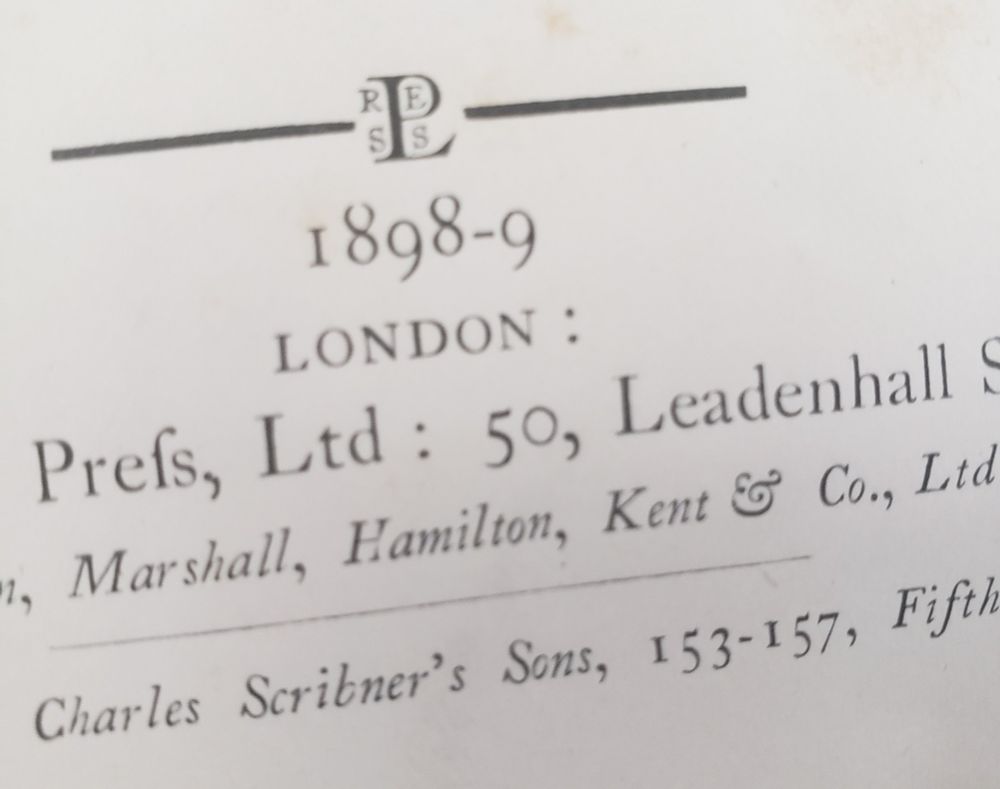 R E
P
S S
L
1898-9
LONDON :
Preſs, Ltd : 50, Leadenhall S
n, Marshall, Hamilton, Kent & Co., Ltd
Charles Scribner's Sons, 153-157, Fifth